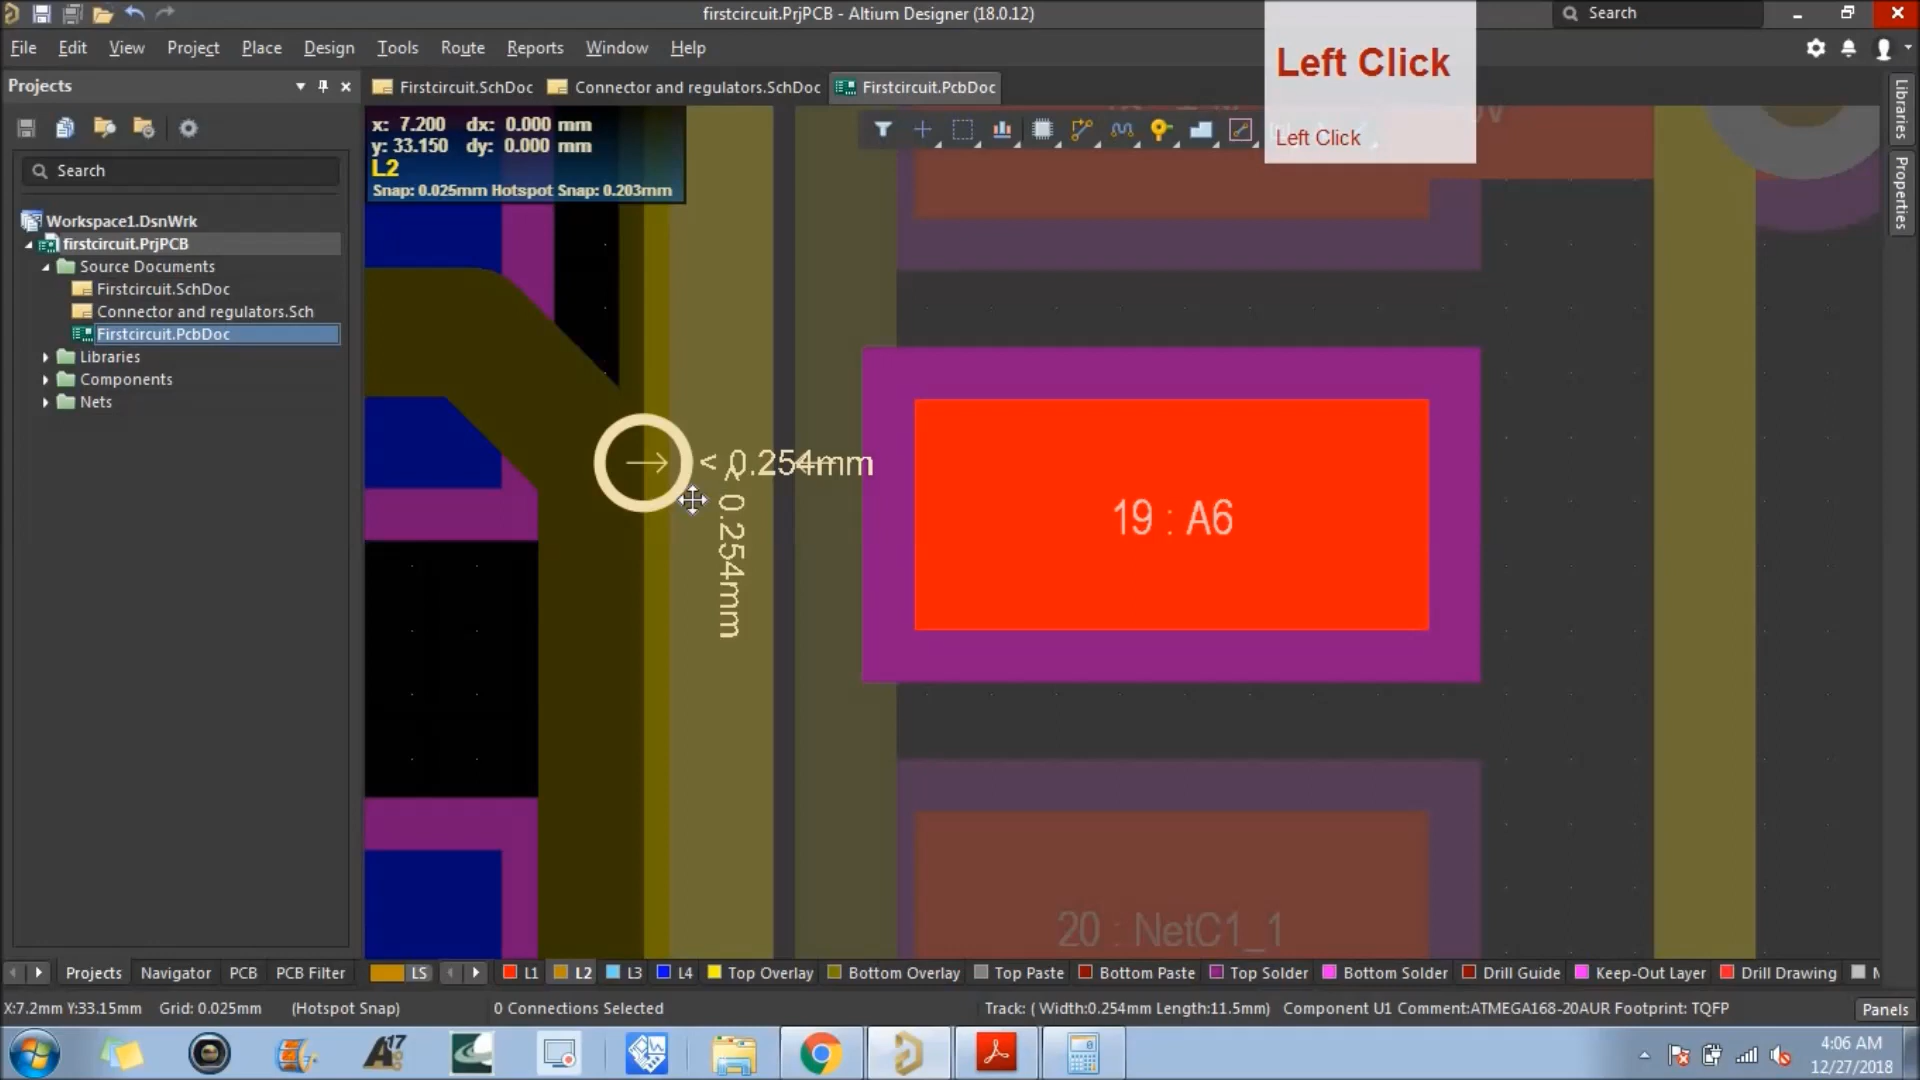 firstcircuit.PrjPCB - Altium Designer (18.0.12)
Search
File Edit View Project Place Design Tools Route Reports Window Help
Left Click
Left Click
Projects
Firstcircuit.SchDoc
Connector and regulators.SchDoc
Firstcircuit.PcbDoc
x: 7.200 dx: 0.000 mm
y: 33.150 dy: 0.000 mm
L2
Snap: 0.025mm Hotspot Snap: 0.203mm
Search
Workspace1.DsnWrk
firstcircuit.PrjPCB
Source Documents
Firstcircuit.SchDoc
Connector and regulators.Sch
Firstcircuit.PcbDoc
Libraries
Components
Nets
< 0.254mm
< 0.254mm
19 : A6
20 : NetC1_1
Libraries
Properties
Projects Navigator PCB PCB Filter LS L1 L2 L3 L4 Top Overlay Bottom Overlay Top Paste Bottom Paste Top Solder Bottom Solder Drill Guide Keep-Out Layer Drill Drawing
X:7.2mm Y:33.15mm Grid: 0.025mm (Hotspot Snap) 0 Connections Selected Track: ( Width:0.254mm Length:11.5mm) Component U1 Comment:ATMEGA168-20AUR Footprint: TQFP Panels
17
4:06 AM
12/27/2018